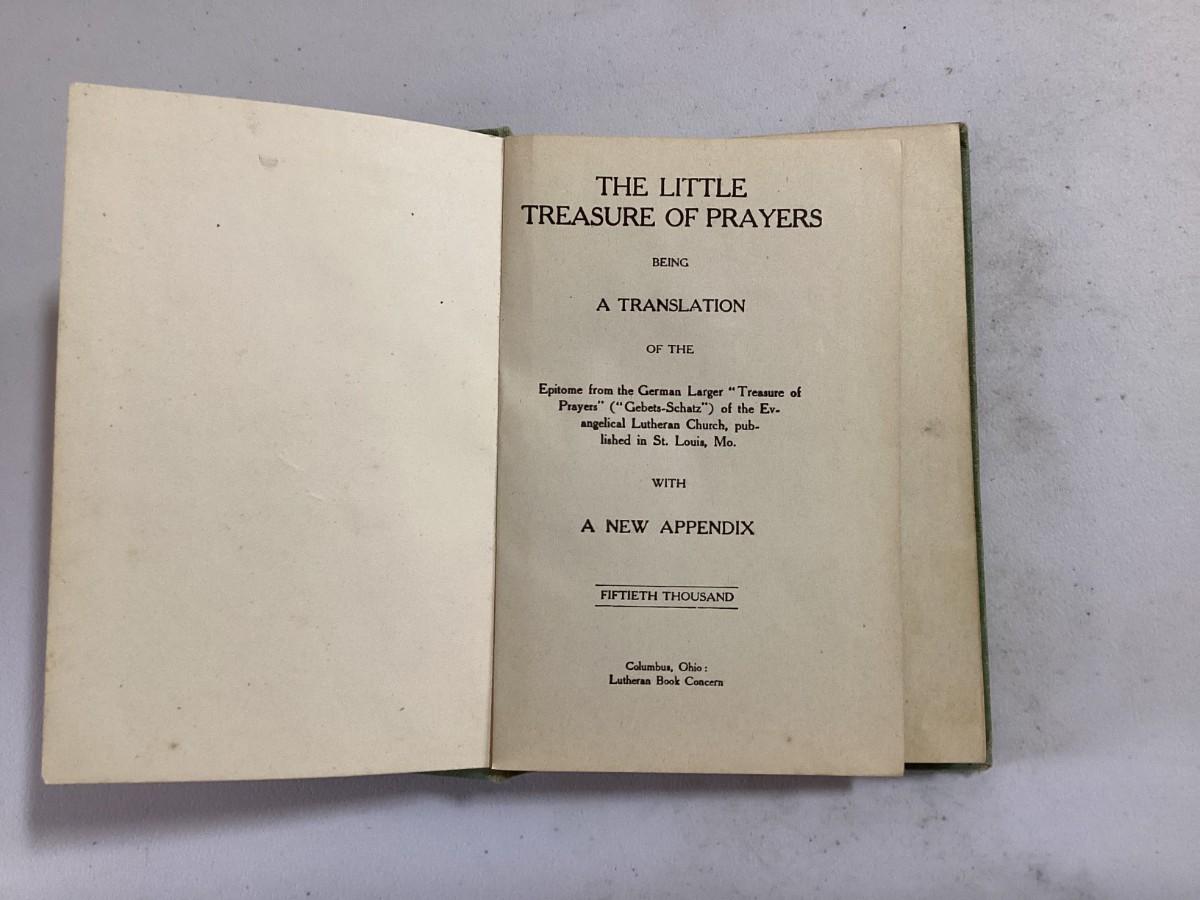 THE LITTLE
TREASURE OF PRAYERS
BEING
A TRANSLATION
OF THE
Epitome from the German Larger "Treasure of
Prayers" ("Gebets-Schatz") of the Ev-
angelical Lutheran Church, pub-
lished in St. Louis, Mo.
WITH
A NEW APPENDIX
FIFTIETH THOUSAND
Columbus, Ohio:
Lutheran Book Concern